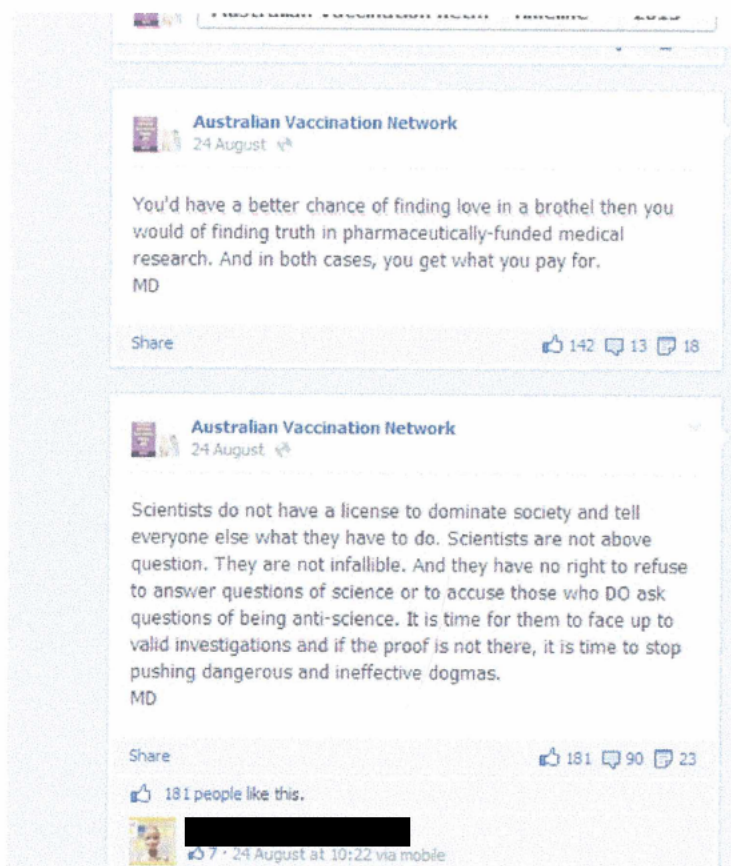 Australian Vaccination Network
24 August
You'd have a better chance of finding love in a brothel then you
would of finding truth in pharmaceutically-funded medical
research. And in both cases, you get what you pay for.
MD
Share 142 13 18
Australian Vaccination Network
24 August
Scientists do not have a license to dominate society and tell
everyone else what they have to do. Scientists are not above
question. They are not infallible. And they have no right to refuse
to answer questions of science or to accuse those who DO ask
questions of being anti-science. It is time for them to face up to
valid investigations and if the proof is not there, it is time to stop
pushing dangerous and ineffective dogmas.
MD
Share 181 90 23
181 people like this.
7 · 24 August at 10:22 via mobile